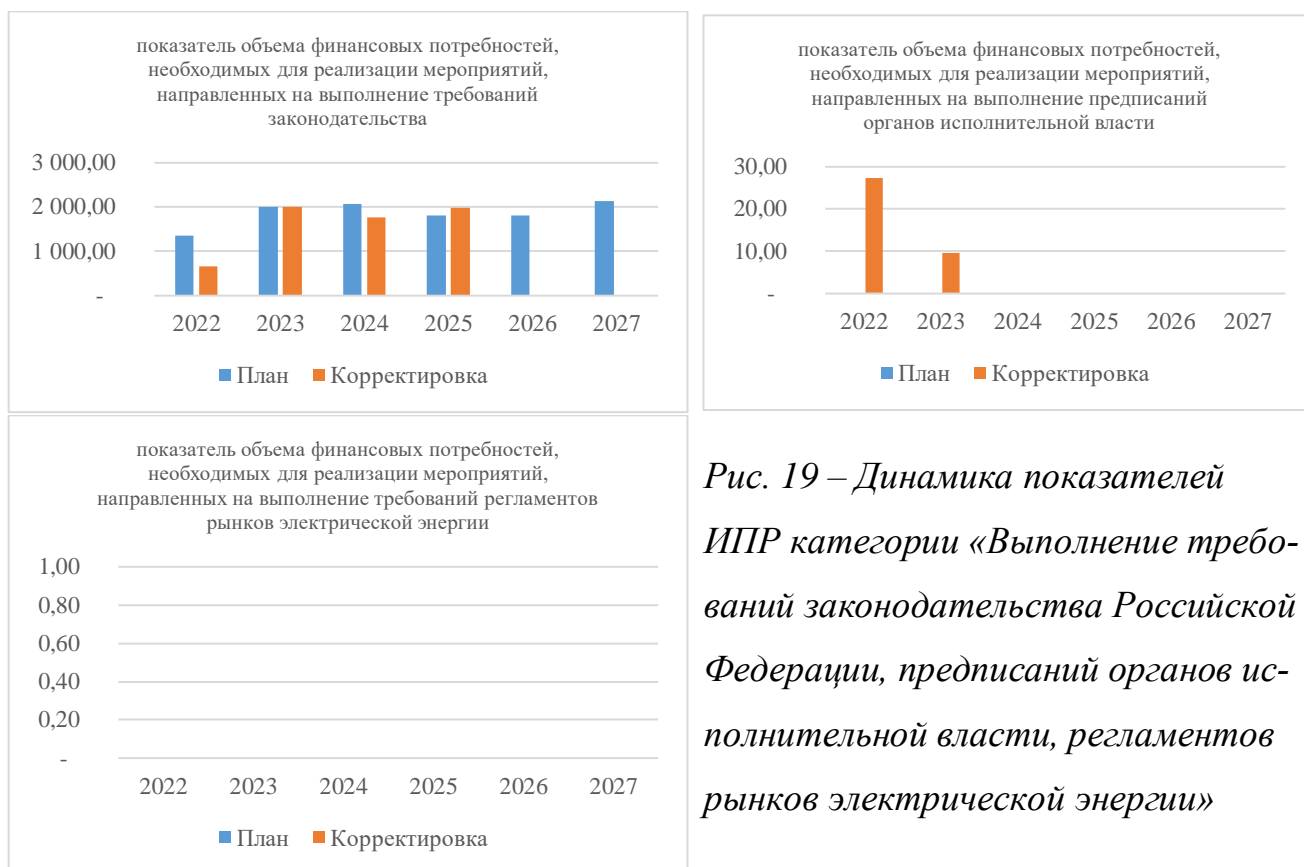 показатель объема финансовых потребностей,
необходимых для реализации мероприятий,
направленных на выполнение требований
законодательства
3 000,00
2 000,00
1 000,00
-
2022 2023 2024 2025 2026 2027
План Корректировка
показатель объема финансовых потребностей,
необходимых для реализации мероприятий,
направленных на выполнение предписаний
органов исполнительной власти
30,00
20,00
10,00
-
2022 2023 2024 2025 2026 2027
План Корректировка
показатель объема финансовых потребностей,
необходимых для реализации мероприятий,
направленных на выполнение требований регламентов
рынков электрической энергии
1,00
0,80
0,60
0,40
0,20
-
2022 2023 2024 2025 2026 2027
План Корректировка
Рис. 19 – Динамика показателей
ИПР категории «Выполнение требо-
ваний законодательства Российской
Федерации, предписаний органов ис-
полнительной власти, регламентов
рынков электрической энергии»